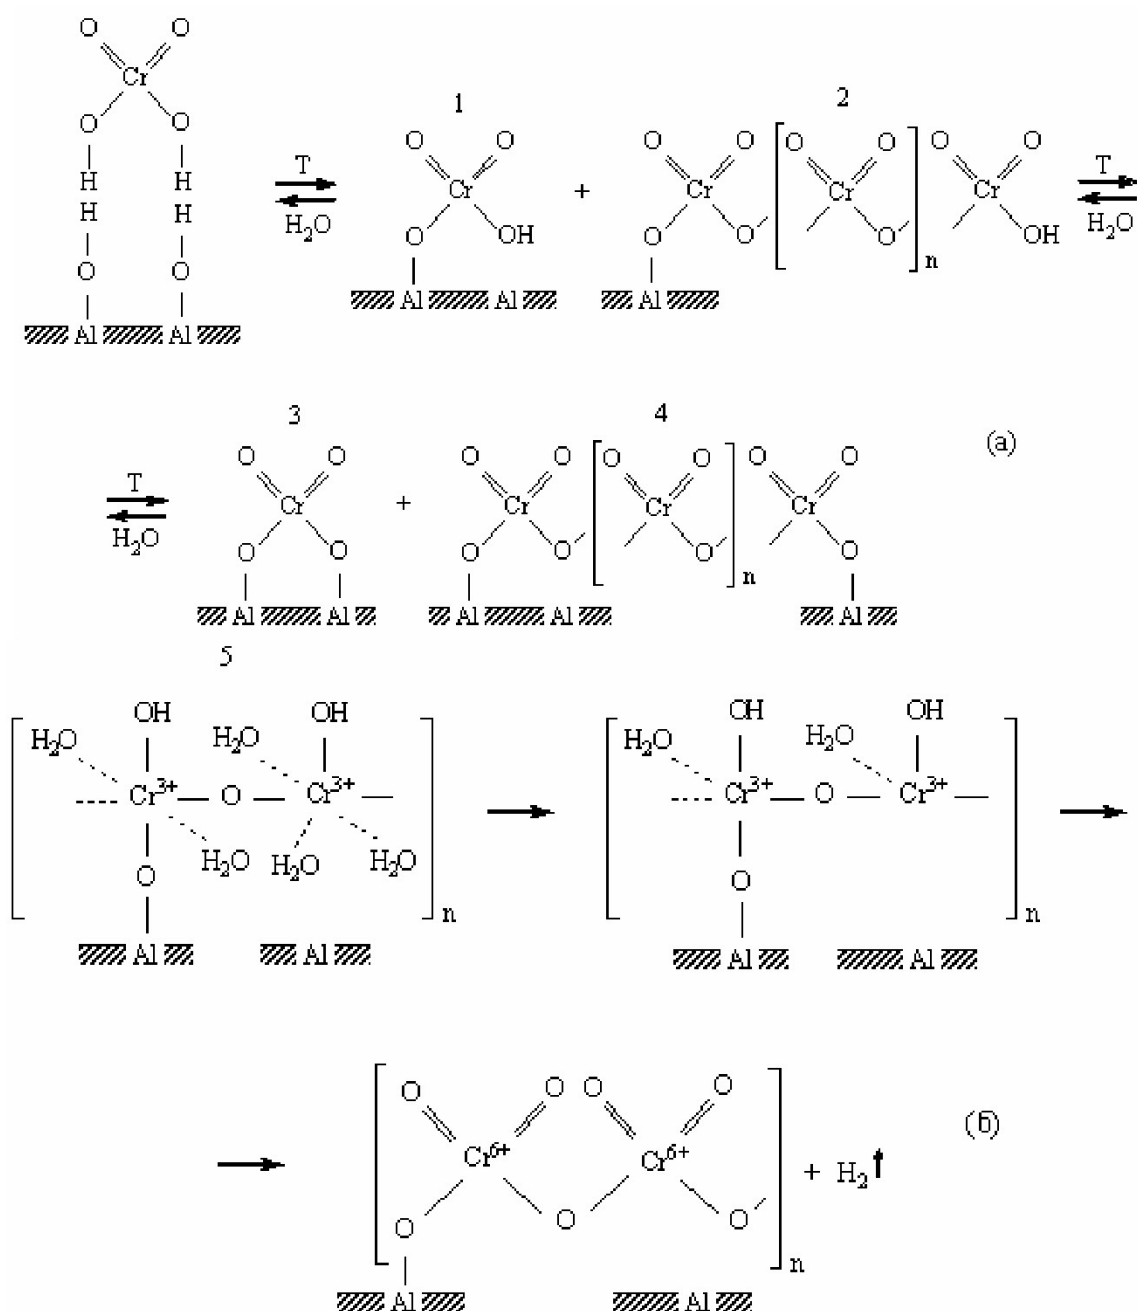 O O
Cr
1 2
O O
O O O O O O O O
T T
H H
Cr + Cr Cr Cr
H H H₂O H₂O
O OH O O O O OH
n
O O
Al Al Al
Al Al
3 4
(а)
O O O O O O O O
T
Cr + Cr Cr Cr
H₂O
O O O O O O
n
Al Al Al Al Al
5
OH OH OH OH
H₂O H₂O H₂O H₂O
Cr³⁺ O Cr³⁺ Cr³⁺ O Cr³⁺
H₂O H₂O H₂O
O O
n n
Al Al Al Al
O O O O
(б)
Cr⁶⁺ Cr⁶⁺ + H₂↑
O O O
n
Al Al